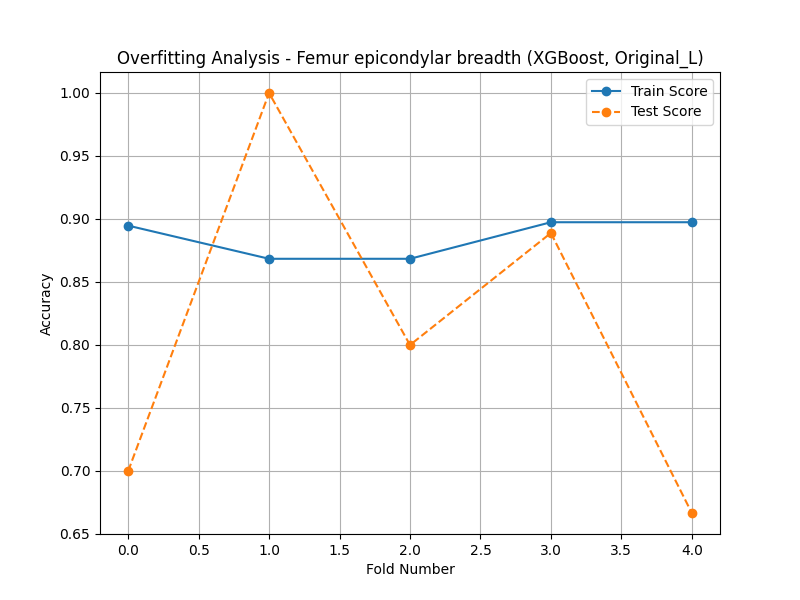 Overfitting Analysis - Femur epicondylar breadth (XGBoost, Original_L)
Train Score
Test Score
1.00
0.95
0.90
0.85
0.80
0.75
0.70
0.65
Accuracy
0.0 0.5 1.0 1.5 2.0 2.5 3.0 3.5 4.0
Fold Number